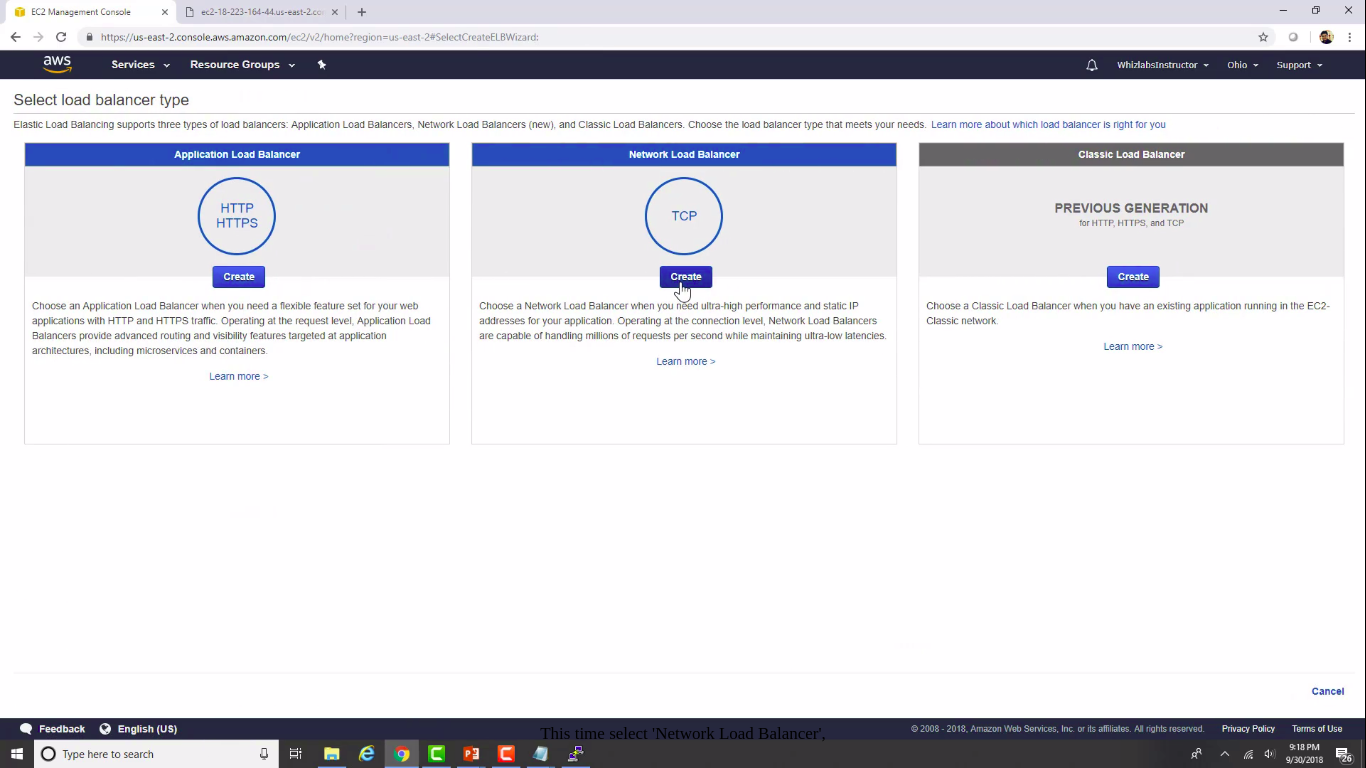 EC2 Management Console
ec2-18-223-164-44.us-east-2.co
https://us-east-2.console.aws.amazon.com/ec2/v2/home?region=us-east-2#SelectCreateELBWizard:
aws
Services
Resource Groups
WhizlabsInstructor
Ohio
Support
Select load balancer type
Elastic Load Balancing supports three types of load balancers: Application Load Balancers, Network Load Balancers (new), and Classic Load Balancers. Choose the load balancer type that meets your needs. Learn more about which load balancer is right for you
Application Load Balancer
HTTP
HTTPS
Create
Choose an Application Load Balancer when you need a flexible feature set for your web
applications with HTTP and HTTPS traffic. Operating at the request level, Application Load
Balancers provide advanced routing and visibility features targeted at application
architectures, including microservices and containers.
Learn more >
Network Load Balancer
TCP
Create
Choose a Network Load Balancer when you need ultra-high performance and static IP
addresses for your application. Operating at the connection level, Network Load Balancers
are capable of handling millions of requests per second while maintaining ultra-low latencies.
Learn more >
Classic Load Balancer
PREVIOUS GENERATION
for HTTP, HTTPS, and TCP
Create
Choose a Classic Load Balancer when you have an existing application running in the EC2-
Classic network.
Learn more >
Cancel
Feedback
English (US)
© 2008 - 2018, Amazon Web Services, Inc. or its affiliates. All rights reserved.
Privacy Policy
Terms of Use
This time select 'Network Load Balancer',
Type here to search
9:18 PM
9/30/2018
26